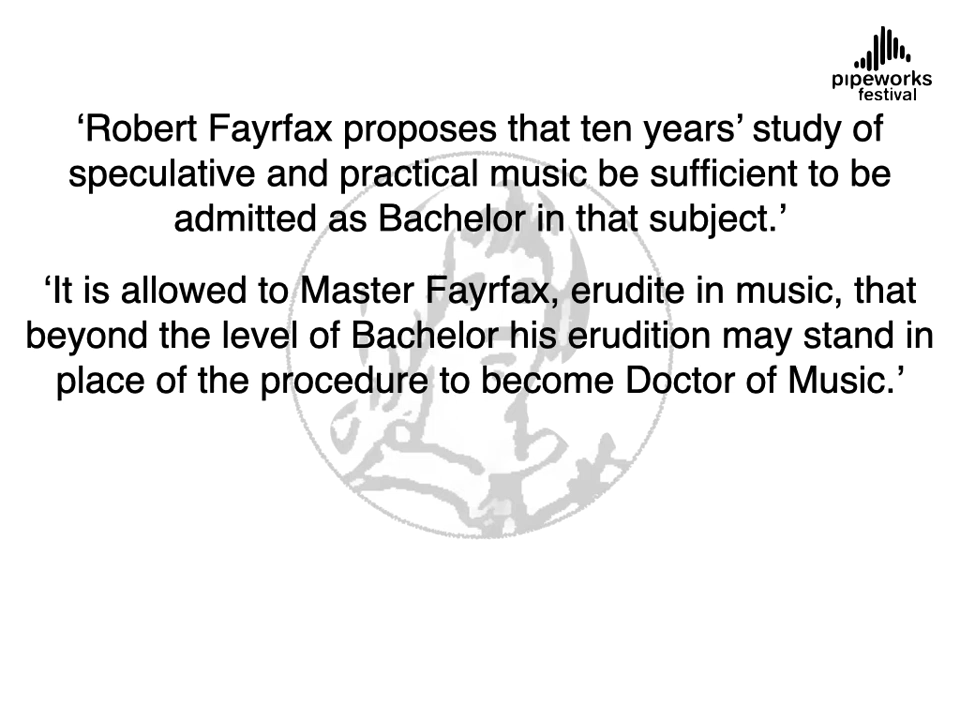 pipeworks
festival
‘Robert Fayrfax proposes that ten years’ study of
speculative and practical music be sufficient to be
admitted as Bachelor in that subject.’
‘It is allowed to Master Fayrfax, erudite in music, that
beyond the level of Bachelor his erudition may stand in
place of the procedure to become Doctor of Music.’